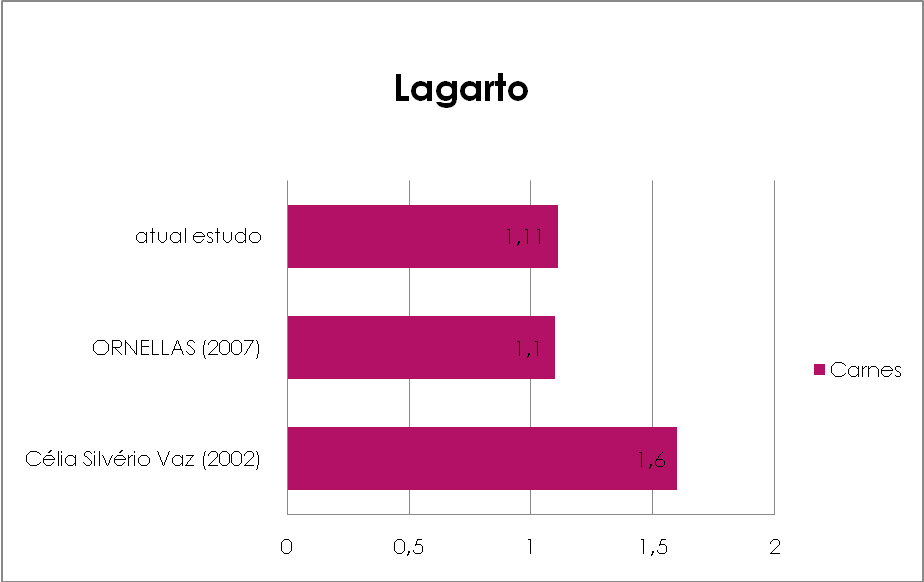 Lagarto
atual estudo
1,11
ORNELLAS (2007)
1,1
Carnes
Célia Silvério Vaz (2002)
1,6
0 0,5 1 1,5 2